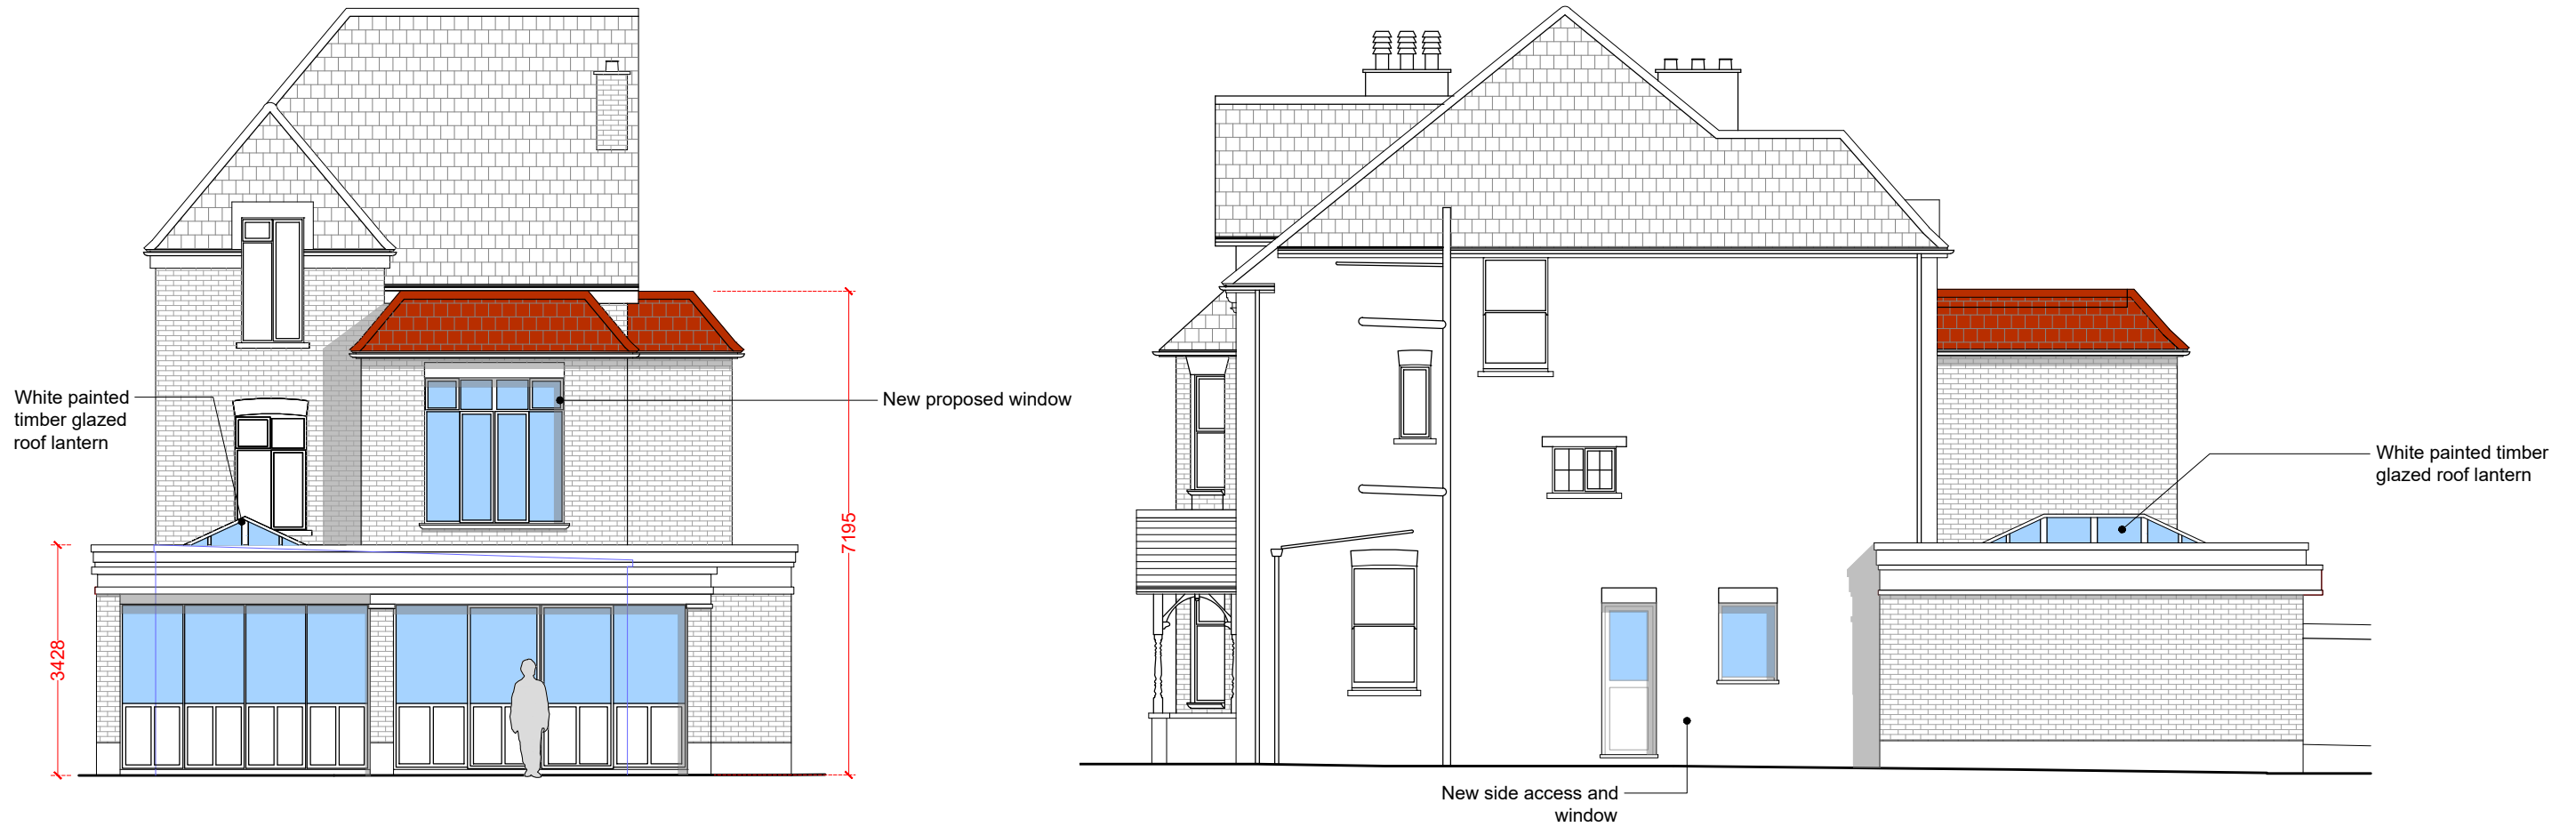 White painted
timber glazed
roof lantern
3428
New proposed window
7195
White painted timber
glazed roof lantern
New side access and
window